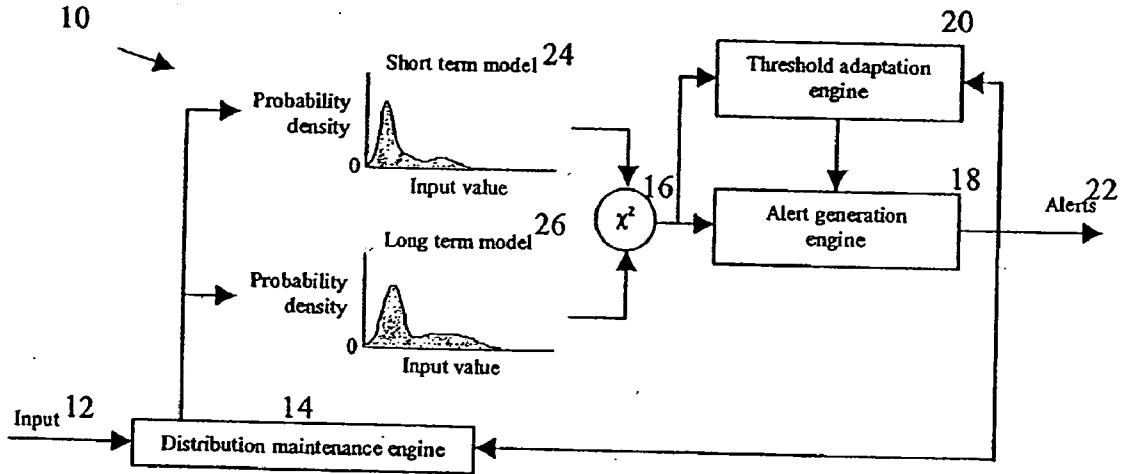 10
20
Short term model 24
Threshold adaptation
engine
Probability
density
0
Input value
16
18
22
χ²
Alert generation
engine
Alerts
Long term model 26
Probability
density
0
Input value
Input 12
14
Distribution maintenance engine